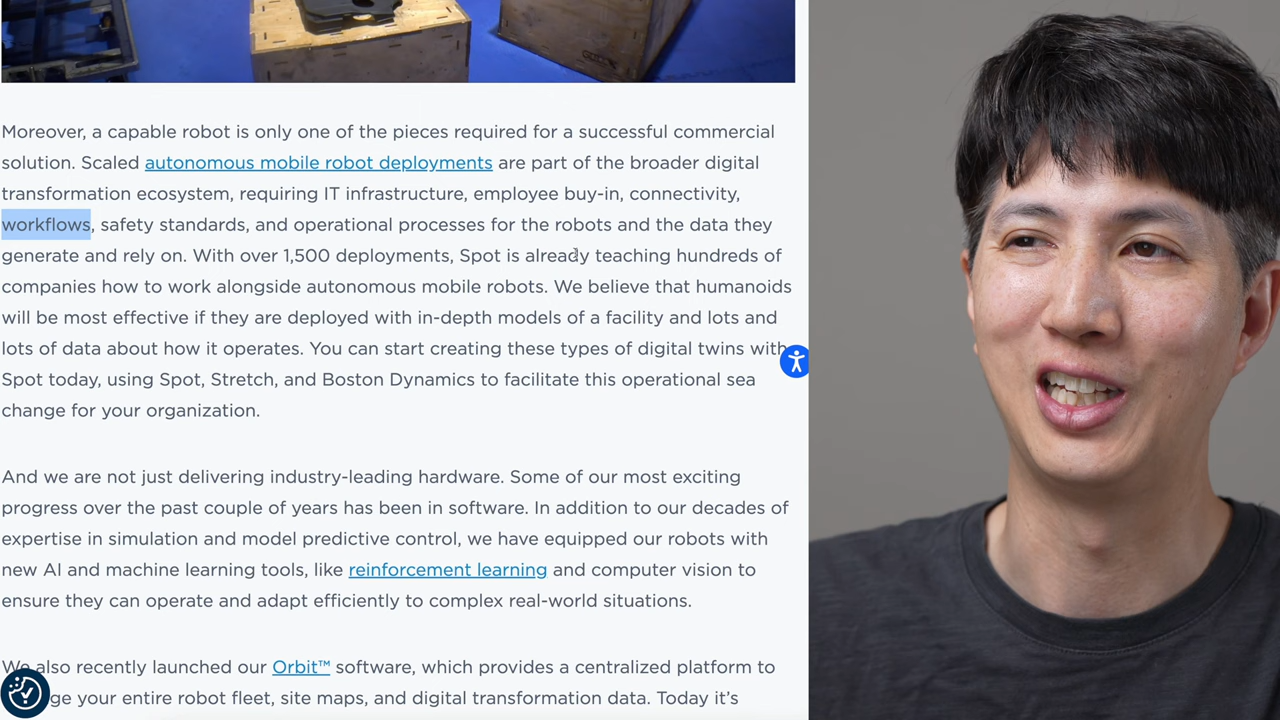 Moreover, a capable robot is only one of the pieces required for a successful commercial
solution. Scaled autonomous mobile robot deployments are part of the broader digital
transformation ecosystem, requiring IT infrastructure, employee buy-in, connectivity,
workflows, safety standards, and operational processes for the robots and the data they
generate and rely on. With over 1,500 deployments, Spot is already teaching hundreds of
companies how to work alongside autonomous mobile robots. We believe that humanoids
will be most effective if they are deployed with in-depth models of a facility and lots and
lots of data about how it operates. You can start creating these types of digital twins with
Spot today, using Spot, Stretch, and Boston Dynamics to facilitate this operational sea
change for your organization.
And we are not just delivering industry-leading hardware. Some of our most exciting
progress over the past couple of years has been in software. In addition to our decades of
expertise in simulation and model predictive control, we have equipped our robots with
new AI and machine learning tools, like reinforcement learning and computer vision to
ensure they can operate and adapt efficiently to complex real-world situations.
We also recently launched our Orbit™ software, which provides a centralized platform to
ge your entire robot fleet, site maps, and digital transformation data. Today it’s